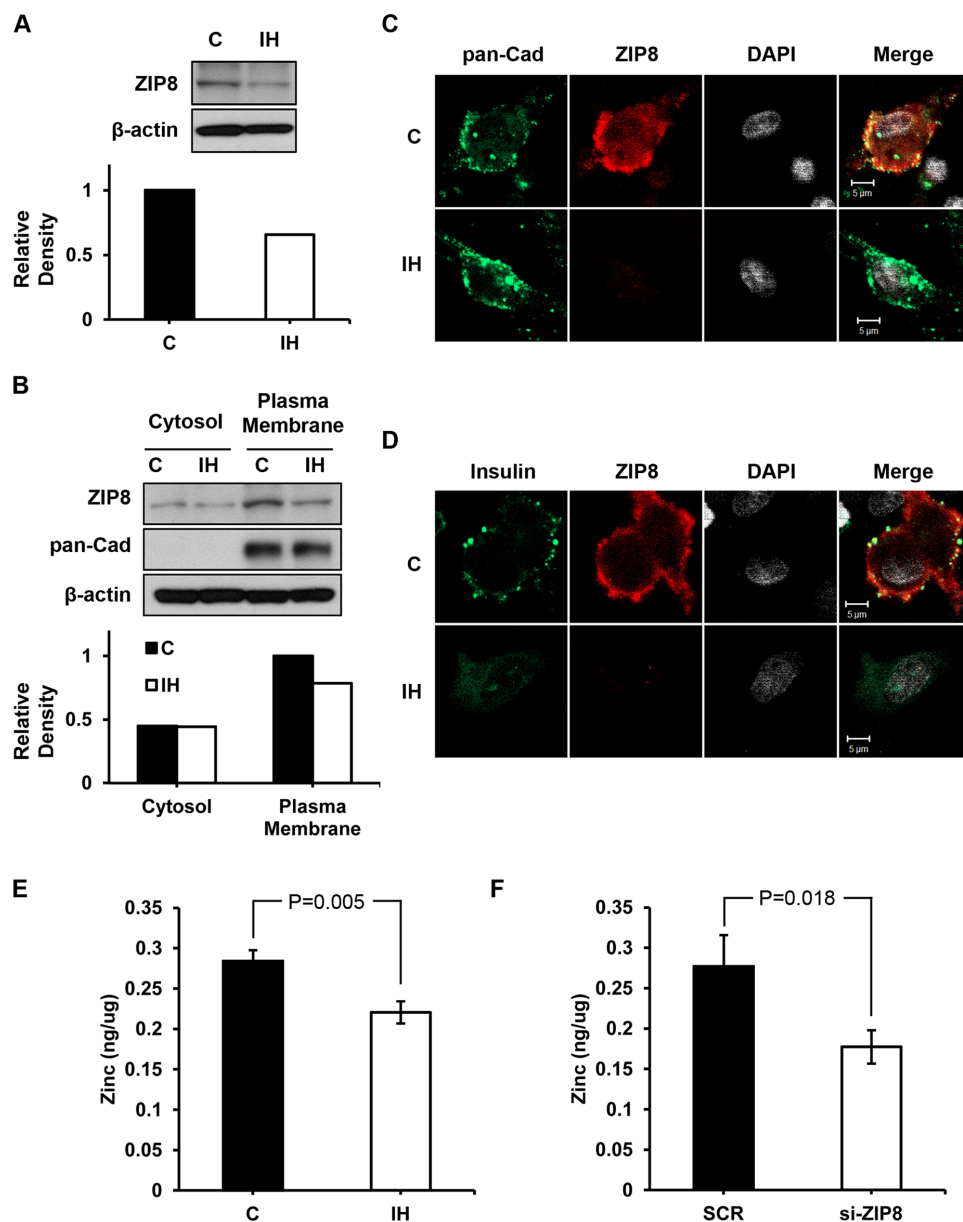 A
C IH
ZIP8
β-actin
1
0.5
0
Relative
Density
C IH
B
Cytosol
Plasma
Membrane
C IH C IH
ZIP8
pan-Cad
β-actin
C
IH
1
0.5
0
Relative
Density
Cytosol
Plasma
Membrane
C
pan-Cad ZIP8 DAPI Merge
C
5 µm
IH
5 µm
D
Insulin ZIP8 DAPI Merge
C
5 µm
IH
5 µm
E
P=0.005
0.35
0.3
0.25
0.2
0.15
0.1
0.05
0
Zinc (ng/ug)
C IH
F
P=0.018
0.35
0.3
0.25
0.2
0.15
0.1
0.05
0
Zinc (ng/ug)
SCR si-ZIP8